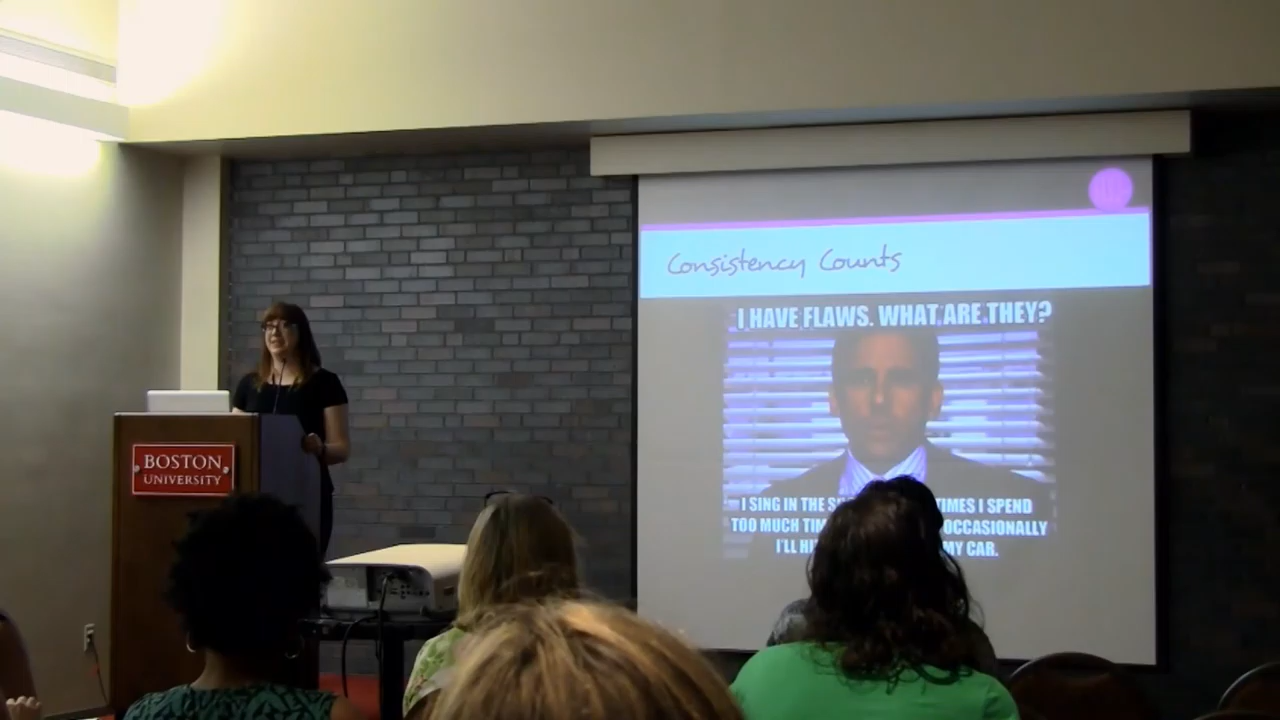 Consistency Counts
I HAVE FLAWS. WHAT ARE THEY?
I SING IN THE TIMES I SPEND
TOO MUCH OCCASIONALLY
I'LL MY CAR.
BOSTON
UNIVERSITY